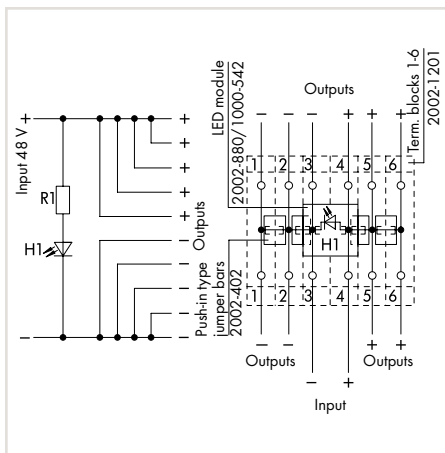 +
Input 48 V
−
R1
H1
+
+
+
+
Outputs
−
−
−
−
Push-in type
jumper bars
2002-402
LED module
2002-880/1000-542
Outputs
− − − + + +
Term. blocks 1-6
2002-1201
1 2 3 4 5 6
H1
1 2 3 4 5 6
− − + +
Outputs Outputs
− +
Input